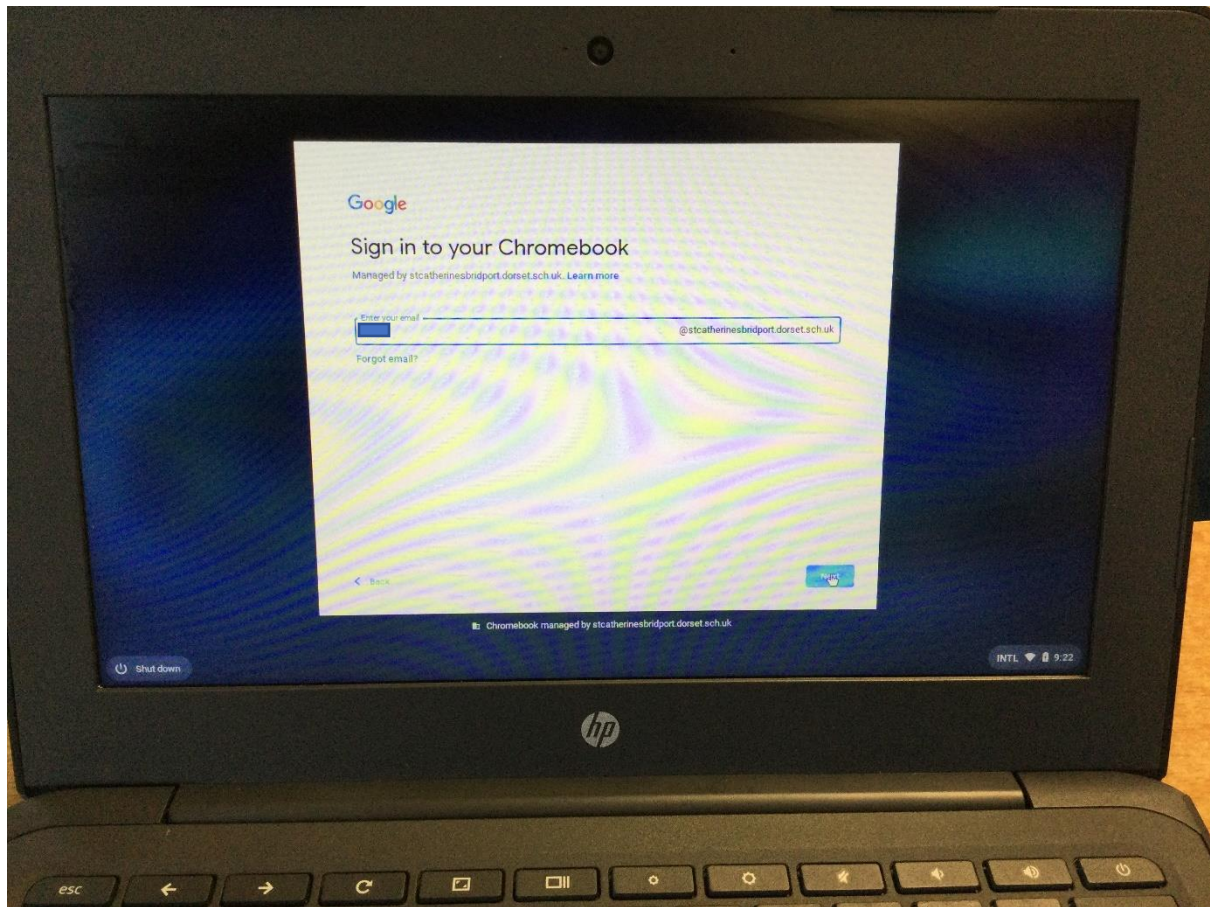 Google
Sign in to your Chromebook
Managed by stcatherinesbridport.dorset.sch.uk. Learn more
Enter your email
@stcatherinesbridport.dorset.sch.uk
Forgot email?
Back
Next
Chromebook managed by stcatherinesbridport.dorset.sch.uk
Shut down
INTL 9:22
hp
esc